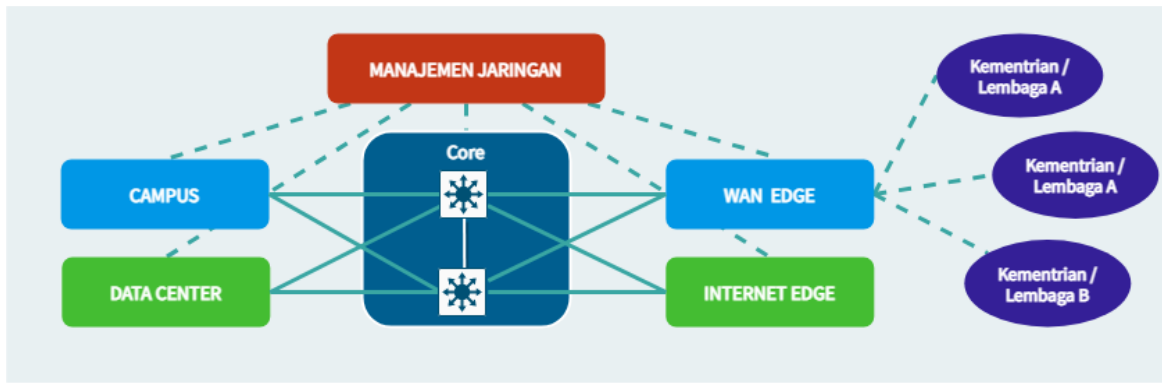 MANAJEMEN JARINGAN
Kementrian /
Lembaga A
Core
CAMPUS
WAN EDGE
Kementrian /
Lembaga A
DATA CENTER
INTERNET EDGE
Kementrian /
Lembaga B